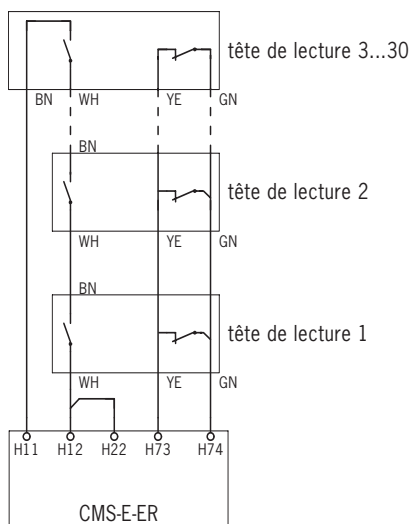 tête de lecture 3...30
BN WH YE GN
BN
tête de lecture 2
WH YE GN
BN
tête de lecture 1
WH YE GN
H11 H12 H22 H73 H74
CMS-E-ER